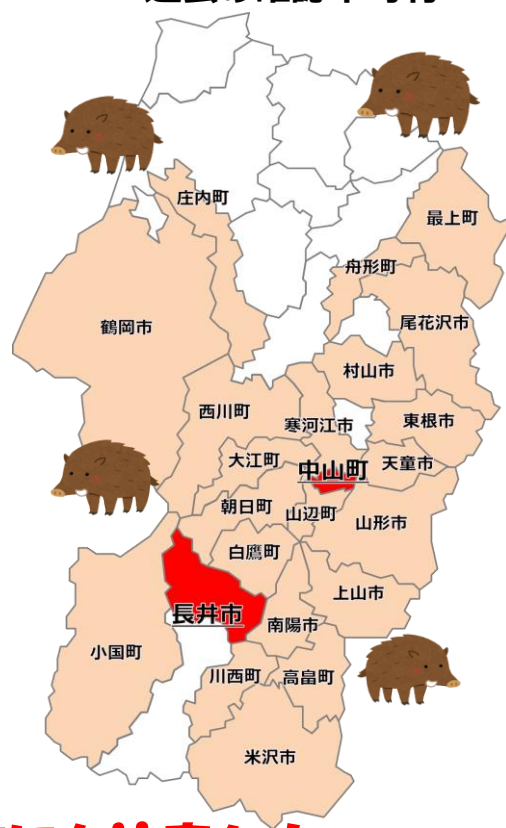 庄内町
最上町
舟形町
鶴岡市
尾花沢市
村山市
西川町
寒河江市
東根市
大江町
中山町
天童市
朝日町
山辺町
山形市
白鷹町
上山市
長井市
南陽市
小国町
川西町
高畠町
米沢市